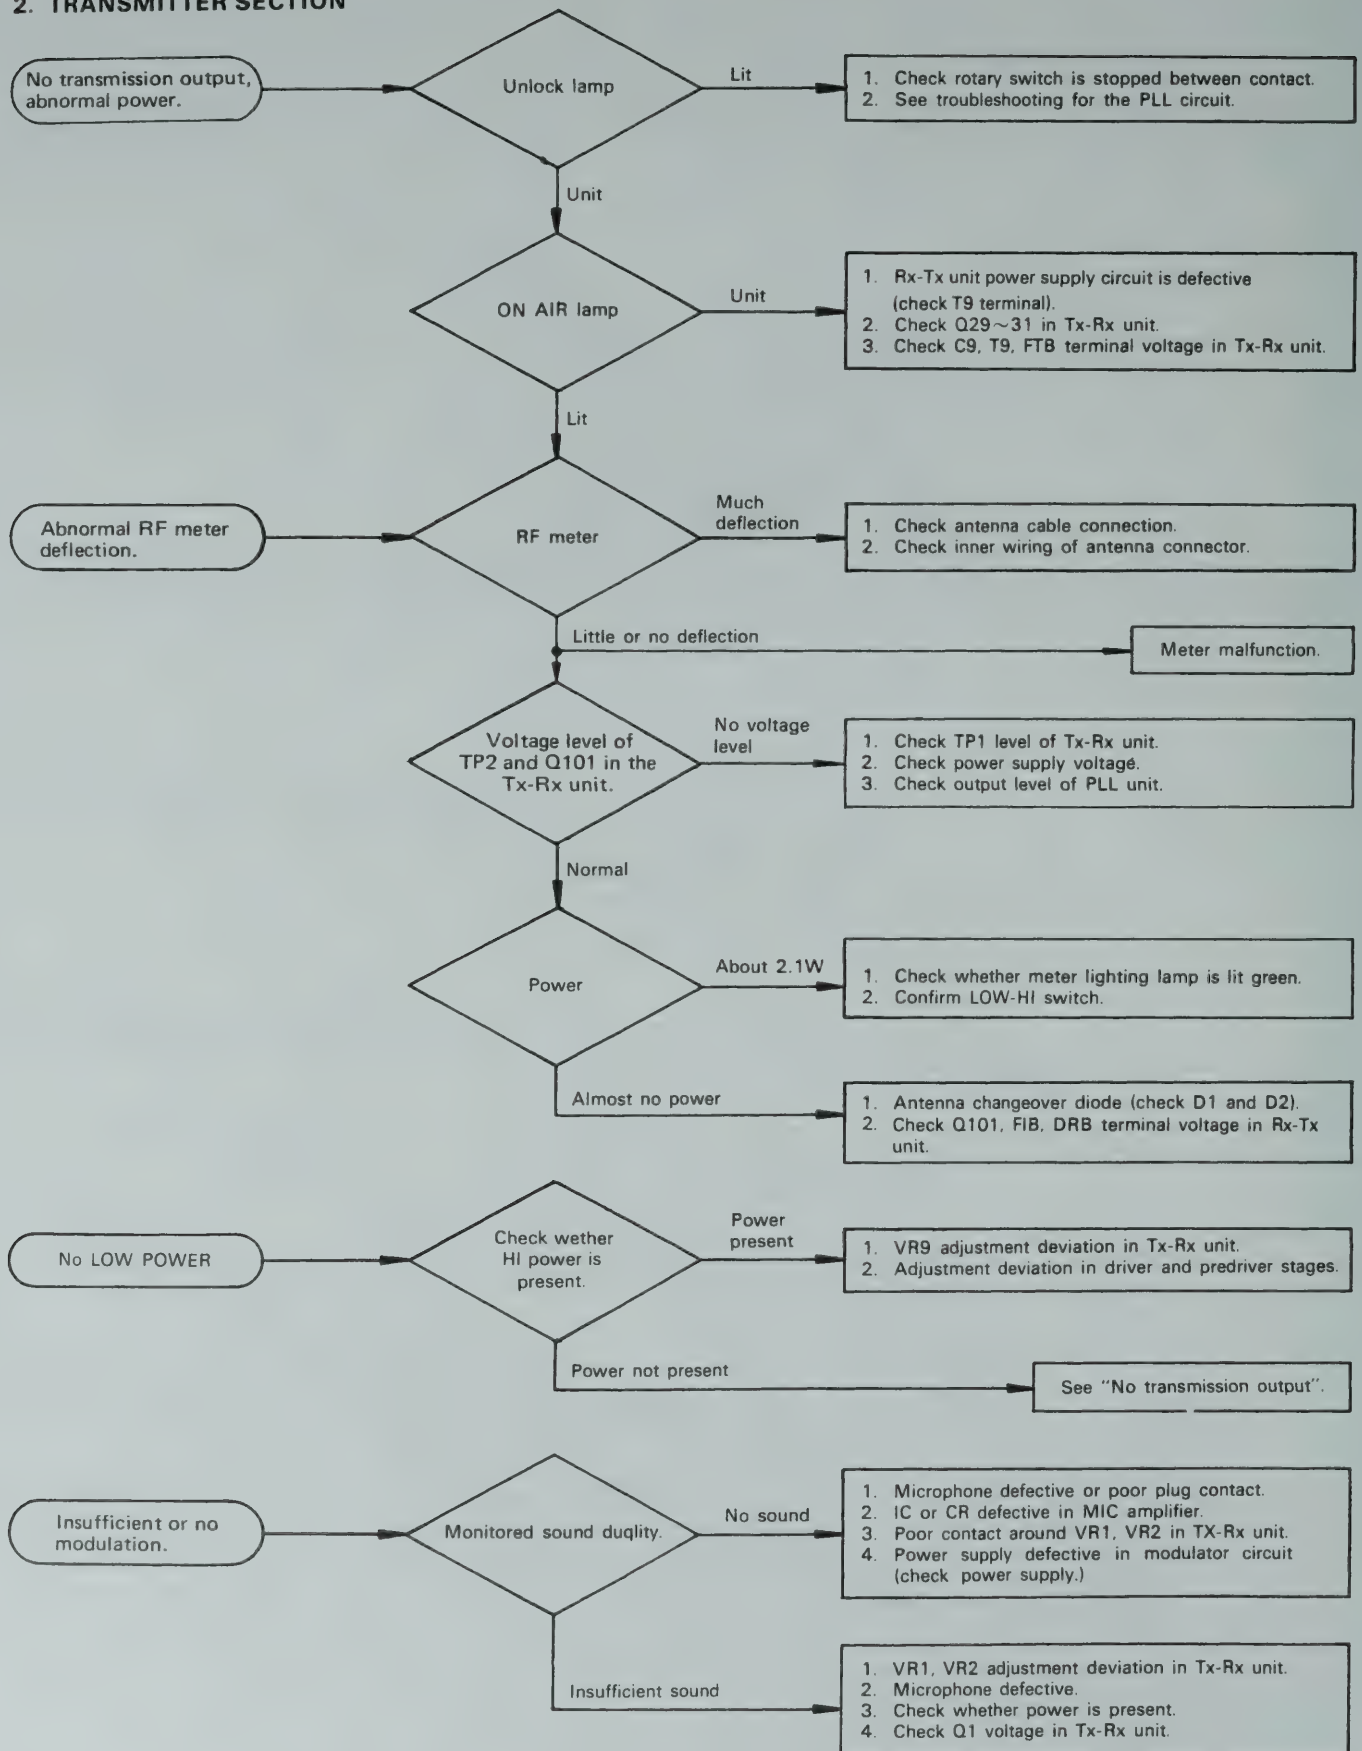 2. TRANSMITTER SECTION
No transmission output,
abnormal power.
Unlock lamp
Lit
1. Check rotary switch is stopped between contact.
2. See troubleshooting for the PLL circuit.
Unit
ON AIR lamp
Unit
1. Rx-Tx unit power supply circuit is defective
(check T9 terminal).
2. Check Q29~31 in Tx-Rx unit.
3. Check C9, T9, FTB terminal voltage in Tx-Rx unit.
Lit
Abnormal RF meter
deflection.
RF meter
Much
deflection
1. Check antenna cable connection.
2. Check inner wiring of antenna connector.
Little or no deflection
Meter malfunction.
Voltage level of
TP2 and Q101 in the
Tx-Rx unit.
No voltage
level
1. Check TP1 level of Tx-Rx unit.
2. Check power supply voltage.
3. Check output level of PLL unit.
Normal
Power
About 2.1W
1. Check whether meter lighting lamp is lit green.
2. Confirm LOW-HI switch.
Almost no power
1. Antenna changeover diode (check D1 and D2).
2. Check Q101, FIB, DRB terminal voltage in Rx-Tx
unit.
No LOW POWER
Check wether
HI power is
present.
Power
present
1. VR9 adjustment deviation in Tx-Rx unit.
2. Adjustment deviation in driver and predriver stages.
Power not present
See "No transmission output".
Insufficient or no
modulation.
Monitored sound duqlity.
No sound
1. Microphone defective or poor plug contact.
2. IC or CR defective in MIC amplifier.
3. Poor contact around VR1, VR2 in TX-Rx unit.
4. Power supply defective in modulator circuit
(check power supply.)
Insufficient sound
1. VR1, VR2 adjustment deviation in Tx-Rx unit.
2. Microphone defective.
3. Check whether power is present.
4. Check Q1 voltage in Tx-Rx unit.